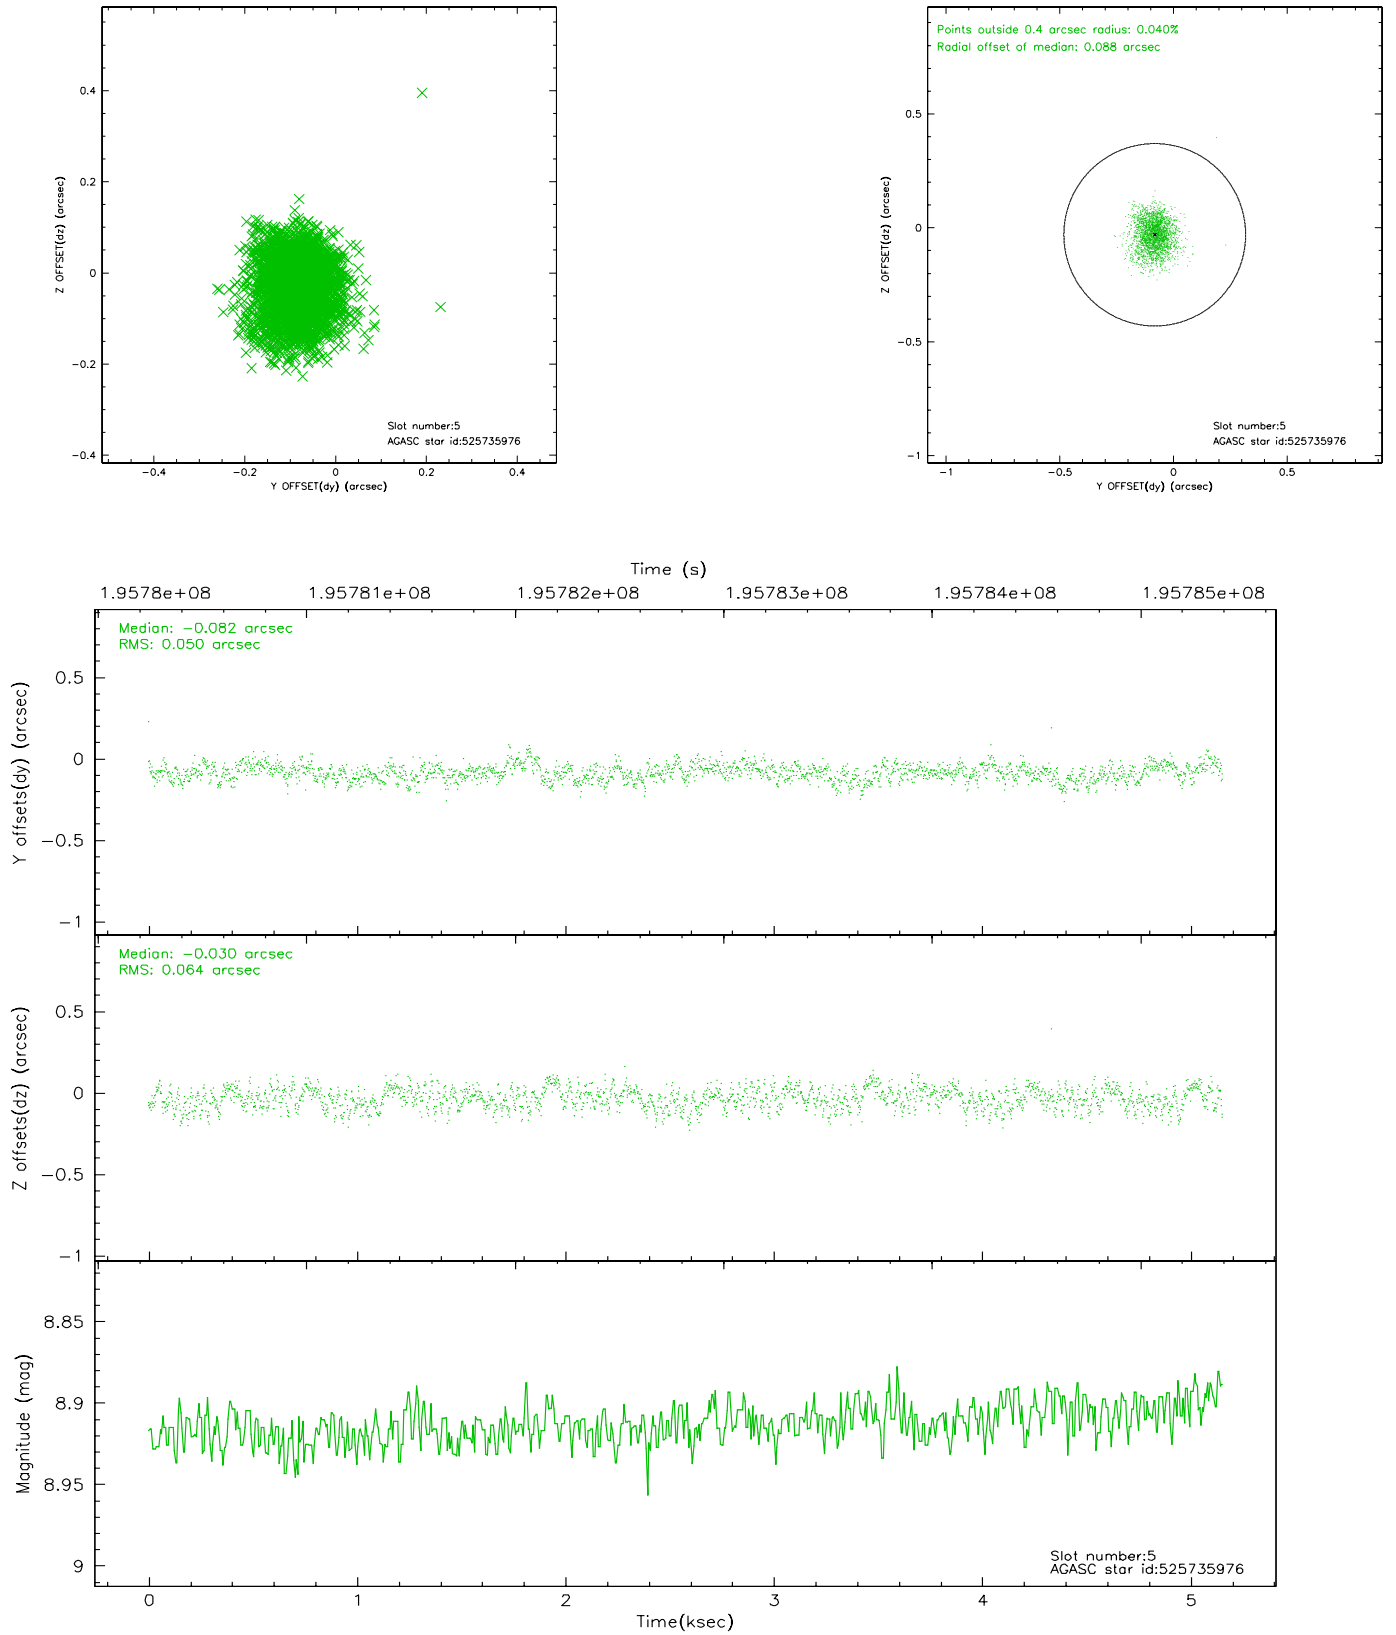 0.4
0.2
0
−0.2
−0.4
Z OFFSET(dz) (arcsec)
Slot number:5
AGASC star id:525735976
−0.4
−0.2
0
0.2
0.4
Y OFFSET(dy) (arcsec)
Points outside 0.4 arcsec radius: 0.040%
Radial offset of median: 0.088 arcsec
0.5
0
−0.5
−1
Z OFFSET(dz) (arcsec)
Slot number:5
AGASC star id:525735976
−1
−0.5
0
0.5
Y OFFSET(dy) (arcsec)
Time (s)
1.9578e+08
1.95781e+08
1.95782e+08
1.95783e+08
1.95784e+08
1.95785e+08
Median: −0.082 arcsec
RMS: 0.050 arcsec
0.5
0
−0.5
−1
Y offsets(dy) (arcsec)
Median: −0.030 arcsec
RMS: 0.064 arcsec
0.5
0
−0.5
−1
Z offsets(dz) (arcsec)
8.85
8.9
8.95
9
Magnitude (mag)
Slot number:5
AGASC star id:525735976
0
1
2
3
4
5
Time(ksec)